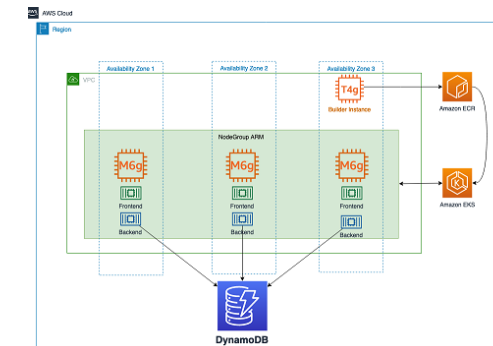 aws
AWS Cloud
Region
Availability Zone 1
Availability Zone 2
Availability Zone 3
VPC
T4g
Builder Instance
Amazon ECR
NodeGroup ARM
M6g
M6g
M6g
Frontend
Frontend
Frontend
Amazon EKS
Backend
Backend
Backend
DynamoDB